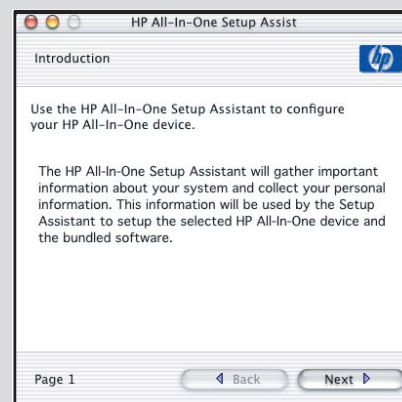 HP All-In-One Setup Assist
Introduction
hp
Use the HP All-In-One Setup Assistant to configure
your HP All-In-One device.
The HP All-In-One Setup Assistant will gather important
information about your system and collect your personal
information. This information will be used by the Setup
Assistant to setup the selected HP All-In-One device and
the bundled software.
Page 1
Back
Next